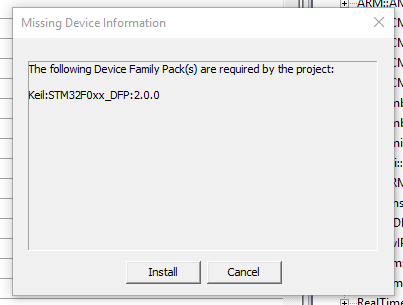 Missing Device Information
The following Device Family Pack(s) are required by the project:
Keil:STM32F0xx_DFP:2.0.0
Install
Cancel
ARM::A
RealTime